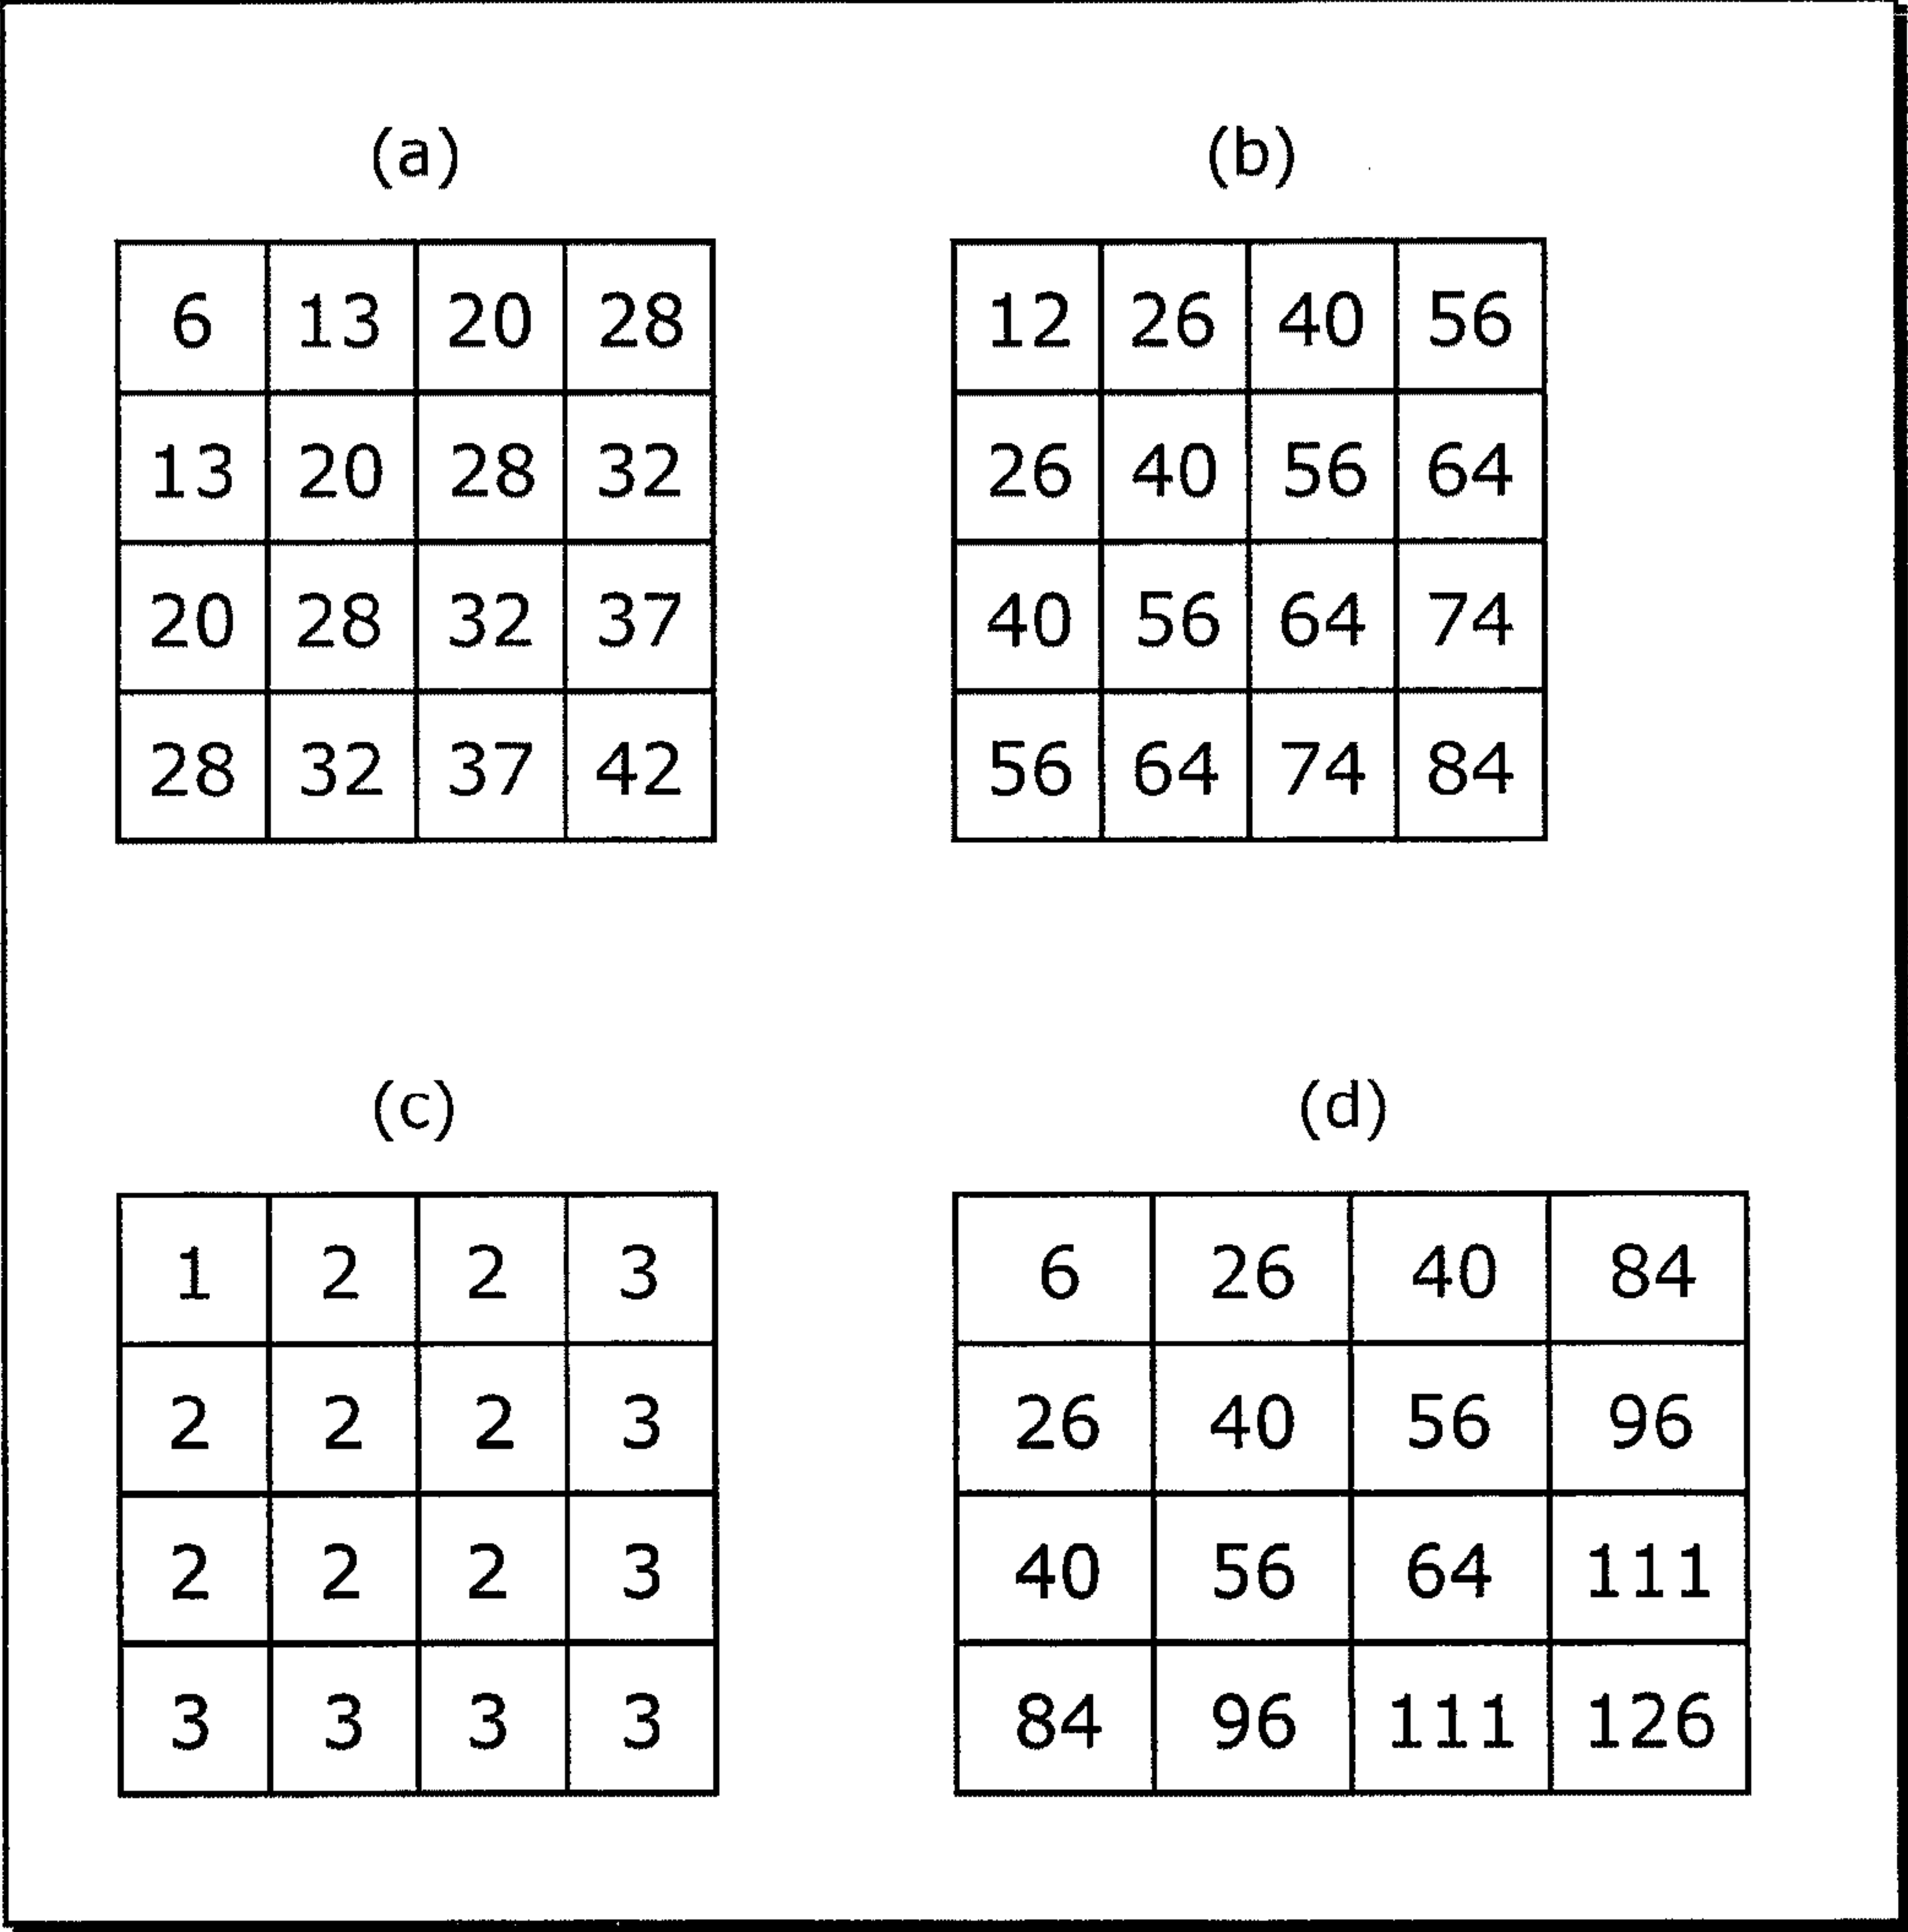 (a) (b)
6 13 20 28 12 26 40 56
13 20 28 32 26 40 56 64
20 28 32 37 40 56 64 74
28 32 37 42 56 64 74 84
(c) (d)
1 2 2 3 6 26 40 84
2 2 2 3 26 40 56 96
2 2 2 3 40 56 64 111
3 3 3 3 84 96 111 126